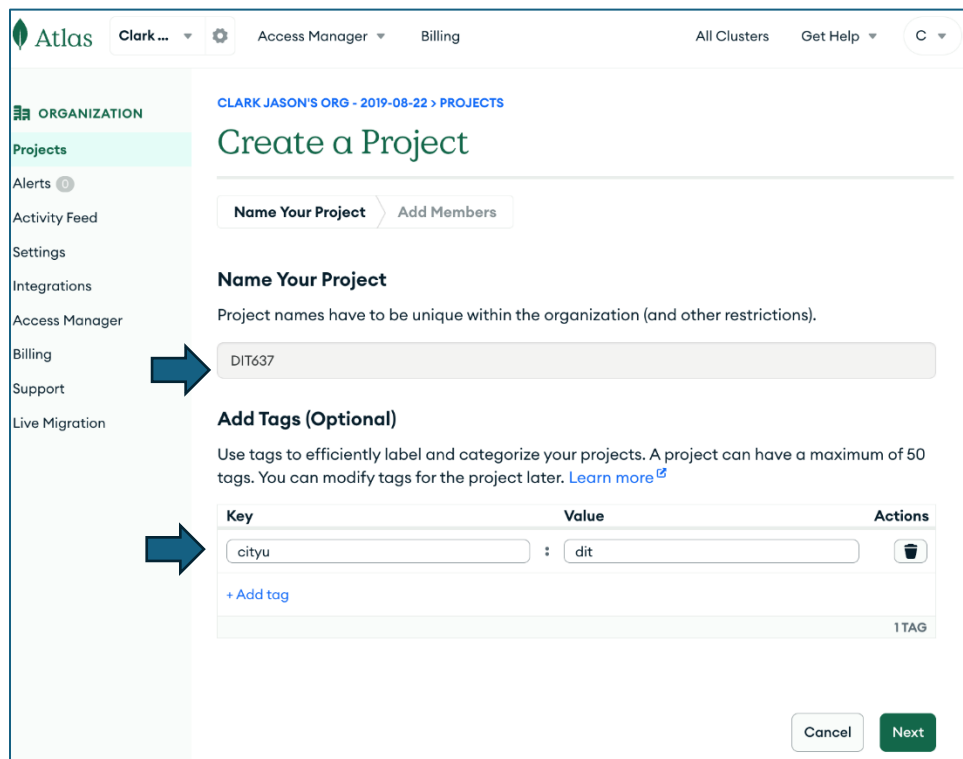 Atlas Clark ... Access Manager Billing All Clusters Get Help C
ORGANIZATION
Projects
Alerts 0
Activity Feed
Settings
Integrations
Access Manager
Billing
Support
Live Migration
CLARK JASON'S ORG - 2019-08-22 > PROJECTS
Create a Project
Name Your Project Add Members
Name Your Project
Project names have to be unique within the organization (and other restrictions).
DIT637
Add Tags (Optional)
Use tags to efficiently label and categorize your projects. A project can have a maximum of 50
tags. You can modify tags for the project later. Learn more
Key Value Actions
cityu : dit
+ Add tag
1 TAG
Cancel Next